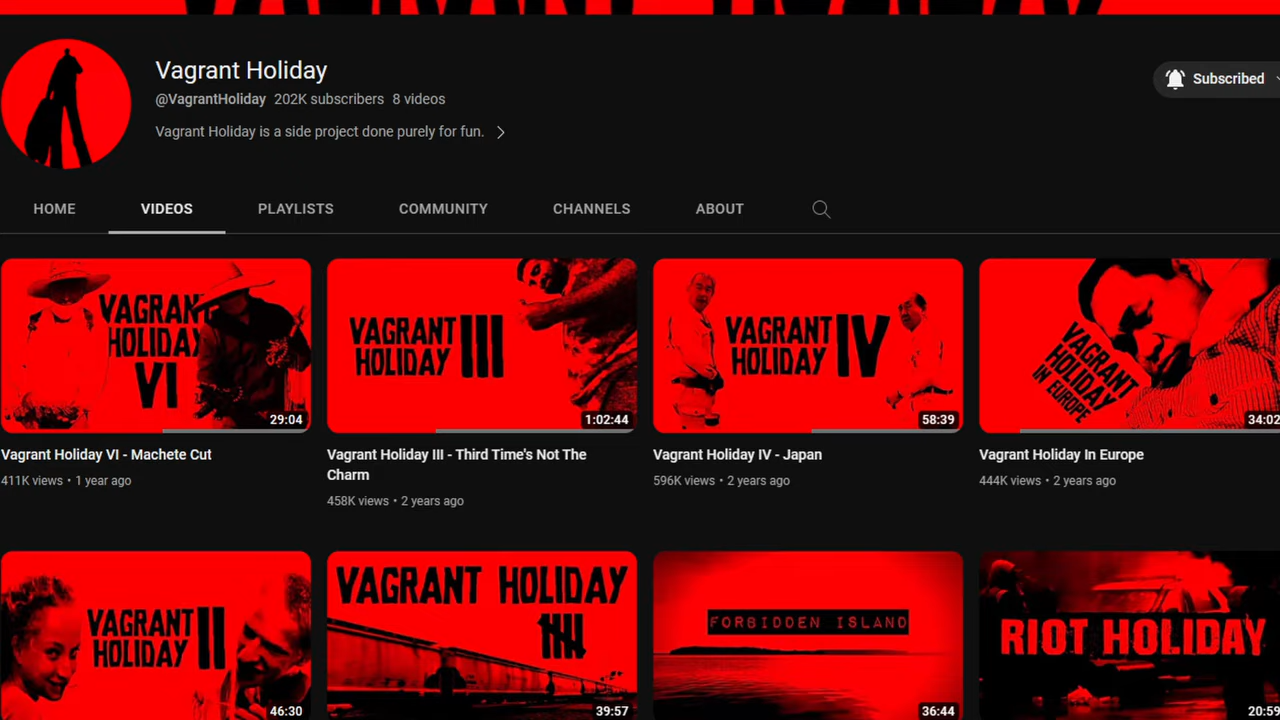 VAGRANT HOLIDAY
Vagrant Holiday
@VagrantHoliday 202K subscribers 8 videos
Subscribed
Vagrant Holiday is a side project done purely for fun.
HOME VIDEOS PLAYLISTS COMMUNITY CHANNELS ABOUT
VAGRANT
HOLIDAY
VI
29:04
VAGRANT
HOLIDAY
III
1:02:44
VAGRANT
HOLIDAY
IV
58:39
VAGRANT
HOLIDAY
IN EUROPE
34:02
Vagrant Holiday VI - Machete Cut
411K views • 1 year ago
Vagrant Holiday III - Third Time's Not The
Charm
458K views • 2 years ago
Vagrant Holiday IV - Japan
596K views • 2 years ago
Vagrant Holiday In Europe
444K views • 2 years ago
VAGRANT
HOLIDAY
II
46:30
VAGRANT HOLIDAY
39:57
FORBIDDEN ISLAND
36:44
RIOT HOLIDAY
20:59